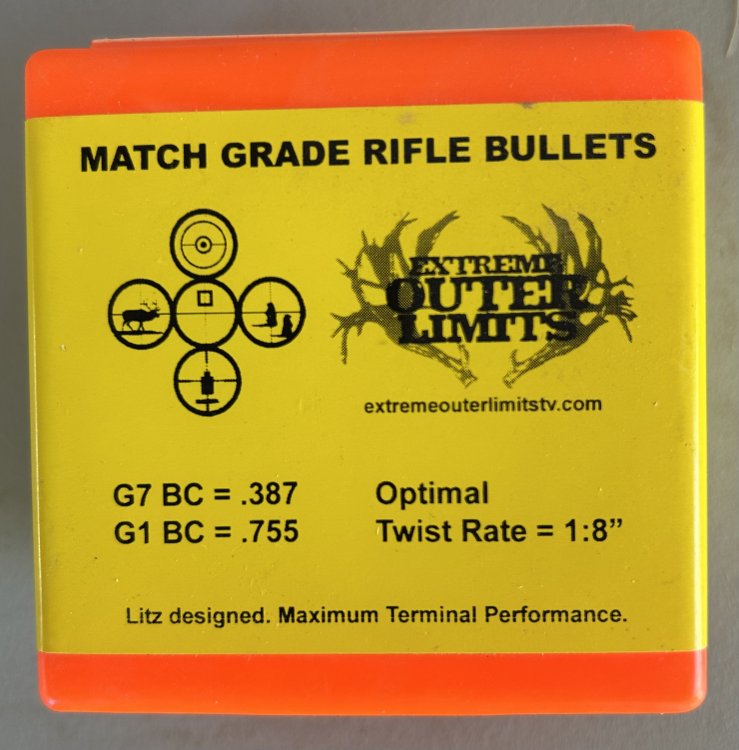 MATCH GRADE RIFLE BULLETS
EXTREME
OUTER
LIMITS
extremeouterlimitstv.com
G7 BC = .387
G1 BC = .755
Optimal
Twist Rate = 1:8”
Litz designed. Maximum Terminal Performance.